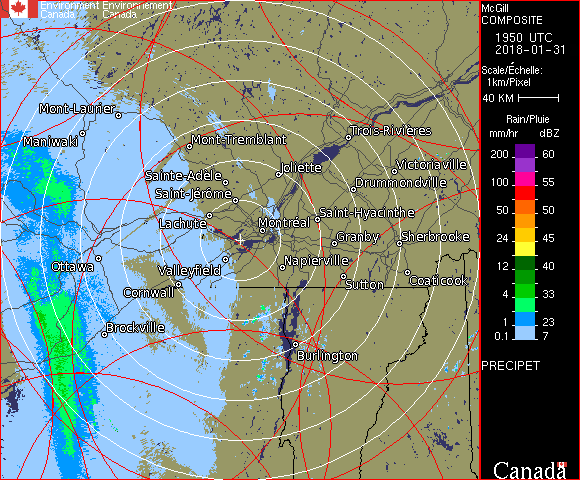 Environment Environnement
Canada Canada
McGill
COMPOSITE
1950 UTC
2018-01-31
Scale/Échelle:
1km/Pixel
40 KM
Rain/Pluie
mm/hr dBZ
200 60
100 55
50 50
24 45
12 40
4 33
1 23
0.1 7
PRECIPET
Canada
Mont-Laurier
Maniwaki
Mont-Tremblant
Trois-Rivières
Sainte-Adèle
Joliette
Victoriaville
Saint-Jérôme
Drummondville
Lachute
Montréal
Saint-Hyacinthe
Granby
Sherbrooke
Ottawa
Valleyfield
Napierville
Cornwall
Sutton
Coaticook
Brockville
Burlington